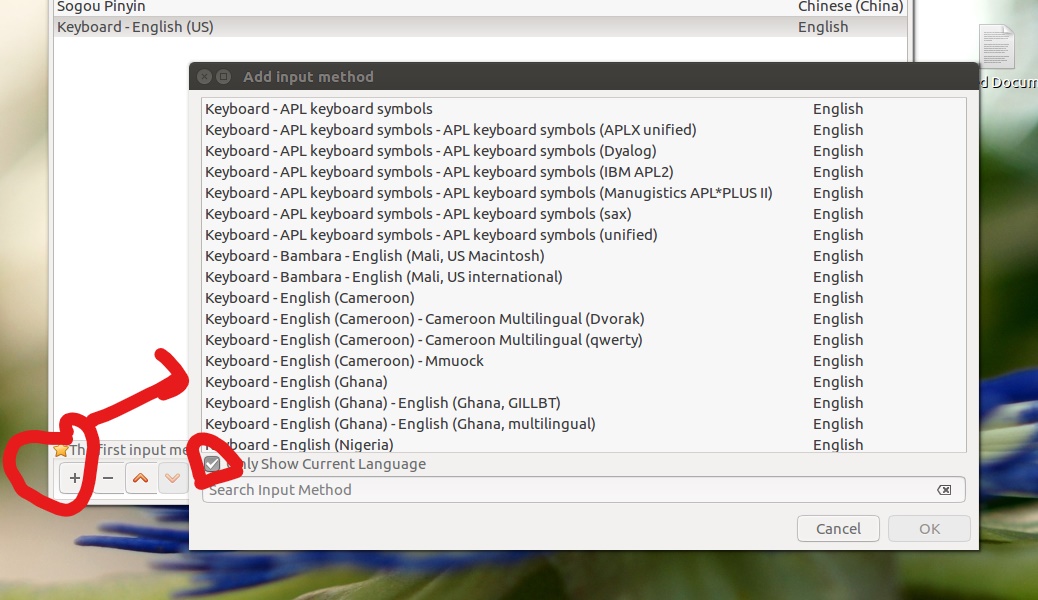 Sogou Pinyin Chinese (China)
Keyboard - English (US) English
d Docum
Add input method
Keyboard - APL keyboard symbols English
Keyboard - APL keyboard symbols - APL keyboard symbols (APLX unified) English
Keyboard - APL keyboard symbols - APL keyboard symbols (Dyalog) English
Keyboard - APL keyboard symbols - APL keyboard symbols (IBM APL2) English
Keyboard - APL keyboard symbols - APL keyboard symbols (Manugistics APL*PLUS II) English
Keyboard - APL keyboard symbols - APL keyboard symbols (sax) English
Keyboard - APL keyboard symbols - APL keyboard symbols (unified) English
Keyboard - Bambara - English (Mali, US Macintosh) English
Keyboard - Bambara - English (Mali, US international) English
Keyboard - English (Cameroon) English
Keyboard - English (Cameroon) - Cameroon Multilingual (Dvorak) English
Keyboard - English (Cameroon) - Cameroon Multilingual (qwerty) English
Keyboard - English (Cameroon) - Mmuock English
Keyboard - English (Ghana) English
Keyboard - English (Ghana) - English (Ghana, GILLBT) English
Keyboard - English (Ghana) - English (Ghana, multilingual) English
Keyboard - English (Nigeria) English
The first input me
Only Show Current Language
Search Input Method
Cancel OK